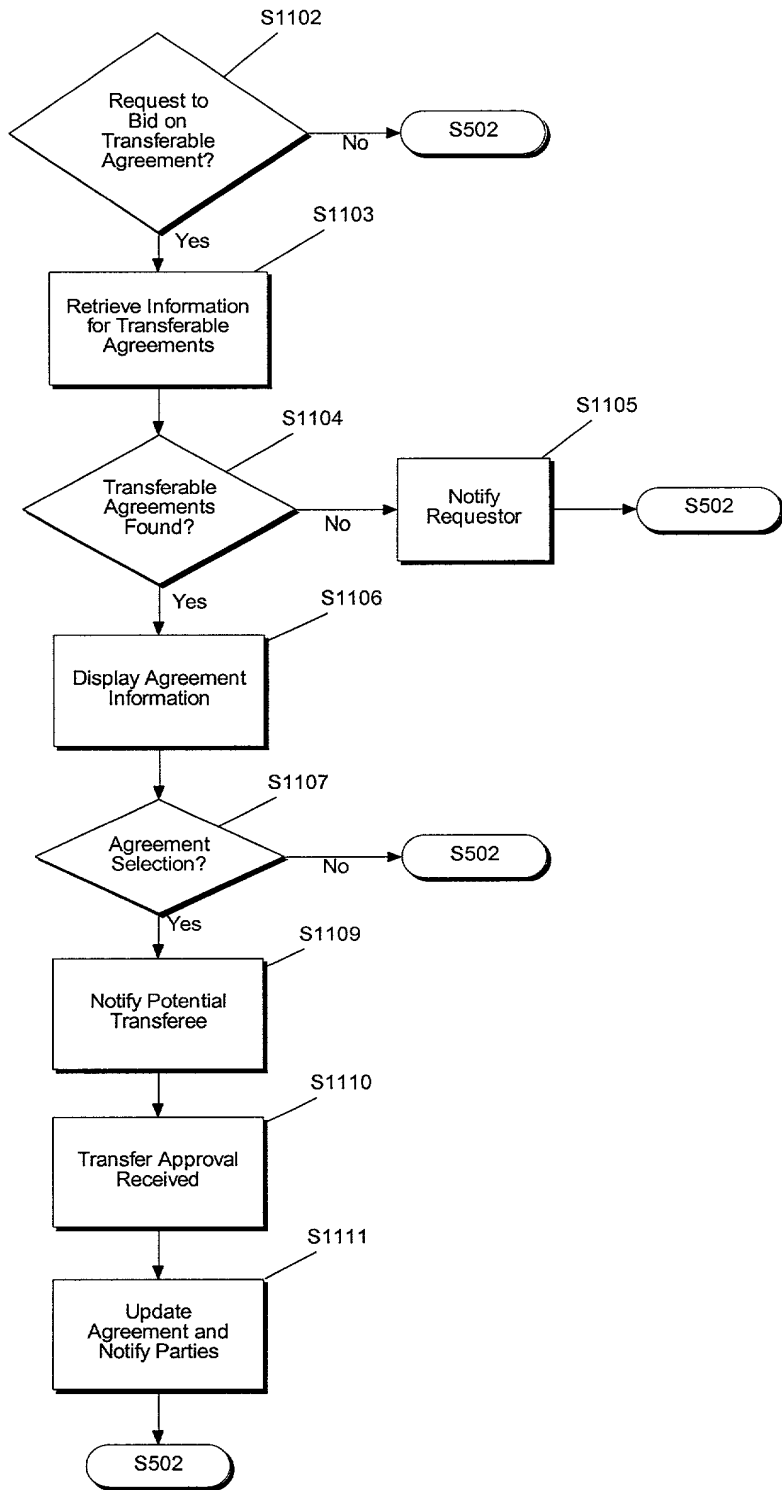 S1102
Request to
Bid on
Transferable
Agreement?
No
S502
Yes
S1103
Retrieve Information
for Transferable
Agreements
S1104
Transferable
Agreements
Found?
No
S1105
Notify
Requestor
S502
Yes
S1106
Display Agreement
Information
S1107
Agreement
Selection?
No
S502
Yes
S1109
Notify Potential
Transferee
S1110
Transfer Approval
Received
S1111
Update
Agreement and
Notify Parties
S502